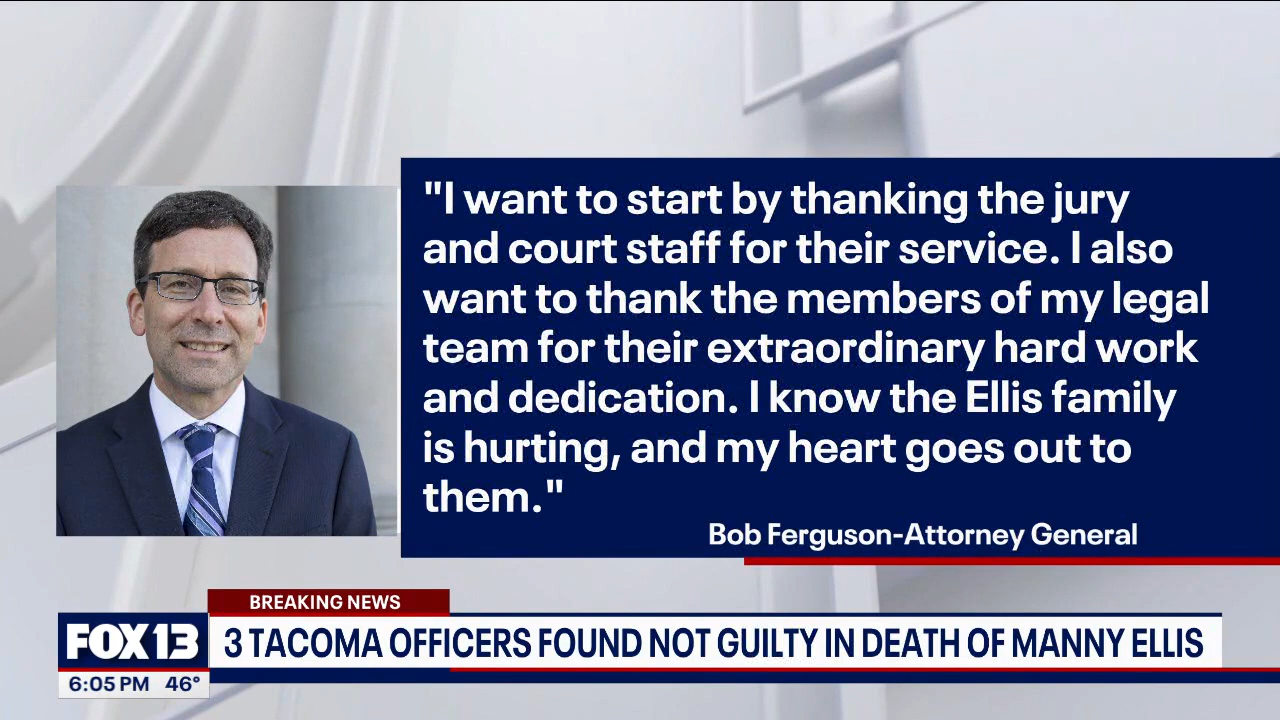 "I want to start by thanking the jury
and court staff for their service. I also
want to thank the members of my legal
team for their extraordinary hard work
and dedication. I know the Ellis family
is hurting, and my heart goes out to
them."
Bob Ferguson-Attorney General
BREAKING NEWS
FOX 13
3 TACOMA OFFICERS FOUND NOT GUILTY IN DEATH OF MANNY ELLIS
6:05 PM 46°